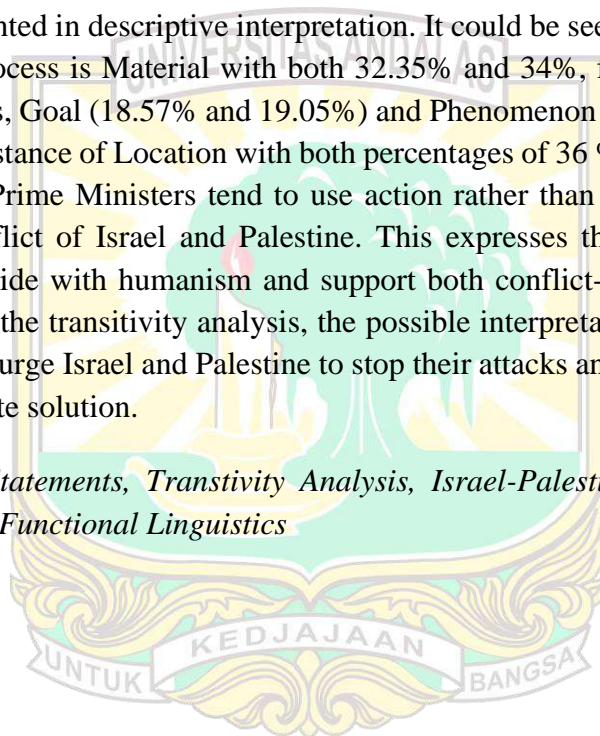 nted in descriptive interpretation. It could be see
ocess is Material with both 32.35% and 34%, f
s, Goal (18.57% and 19.05%) and Phenomenon
stance of Location with both percentages of 36 %
Prime Ministers tend to use action rather than
flict of Israel and Palestine. This expresses th
ide with humanism and support both conflict-
the transitivity analysis, the possible interpreta
urge Israel and Palestine to stop their attacks an
te solution.
tatements, Transtivity Analysis, Israel-Palesti
Functional Linguistics
UNIVERSITAS ANDALAS
UNTUK KEDJAJAAN BANGSA